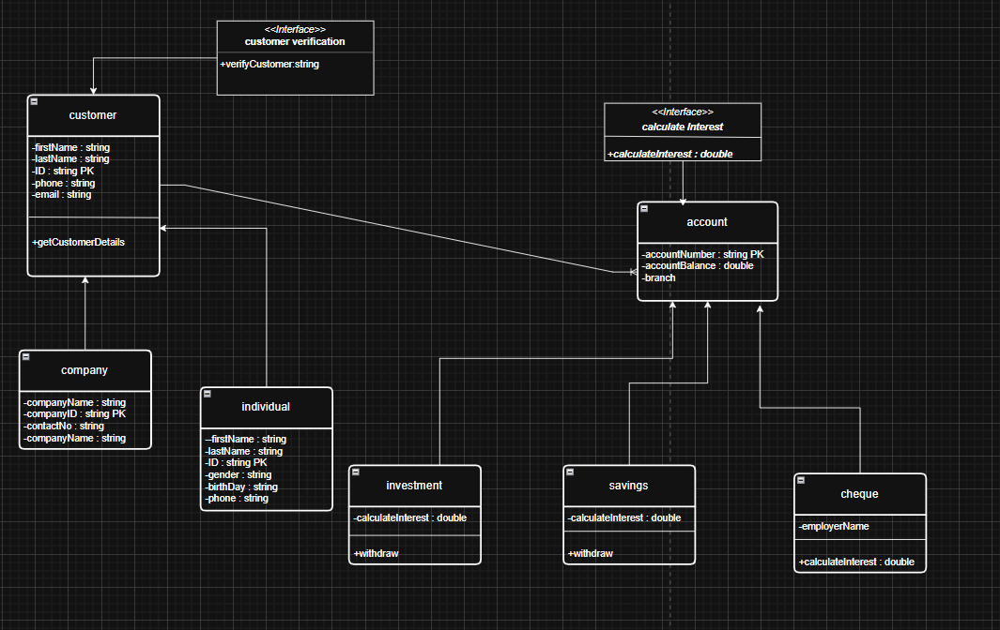 <<Interface>>
customer verification
+verifyCustomer:string
customer
-firstName : string
-lastName : string
-ID : string PK
-phone : string
-email : string
+getCustomerDetails
<<Interface>>
calculate Interest
+calculateInterest : double
account
-accountNumber : string PK
-accountBalance : double
-branch
company
-companyName : string
-companyID : string PK
-contactNo : string
-companyName : string
individual
--firstName : string
-lastName : string
-ID : string PK
-gender : string
-birthDay : string
-phone : string
investment
-calculateInterest : double
+withdraw
savings
-calculateInterest : double
+withdraw
cheque
-employerName
+calculateInterest : double